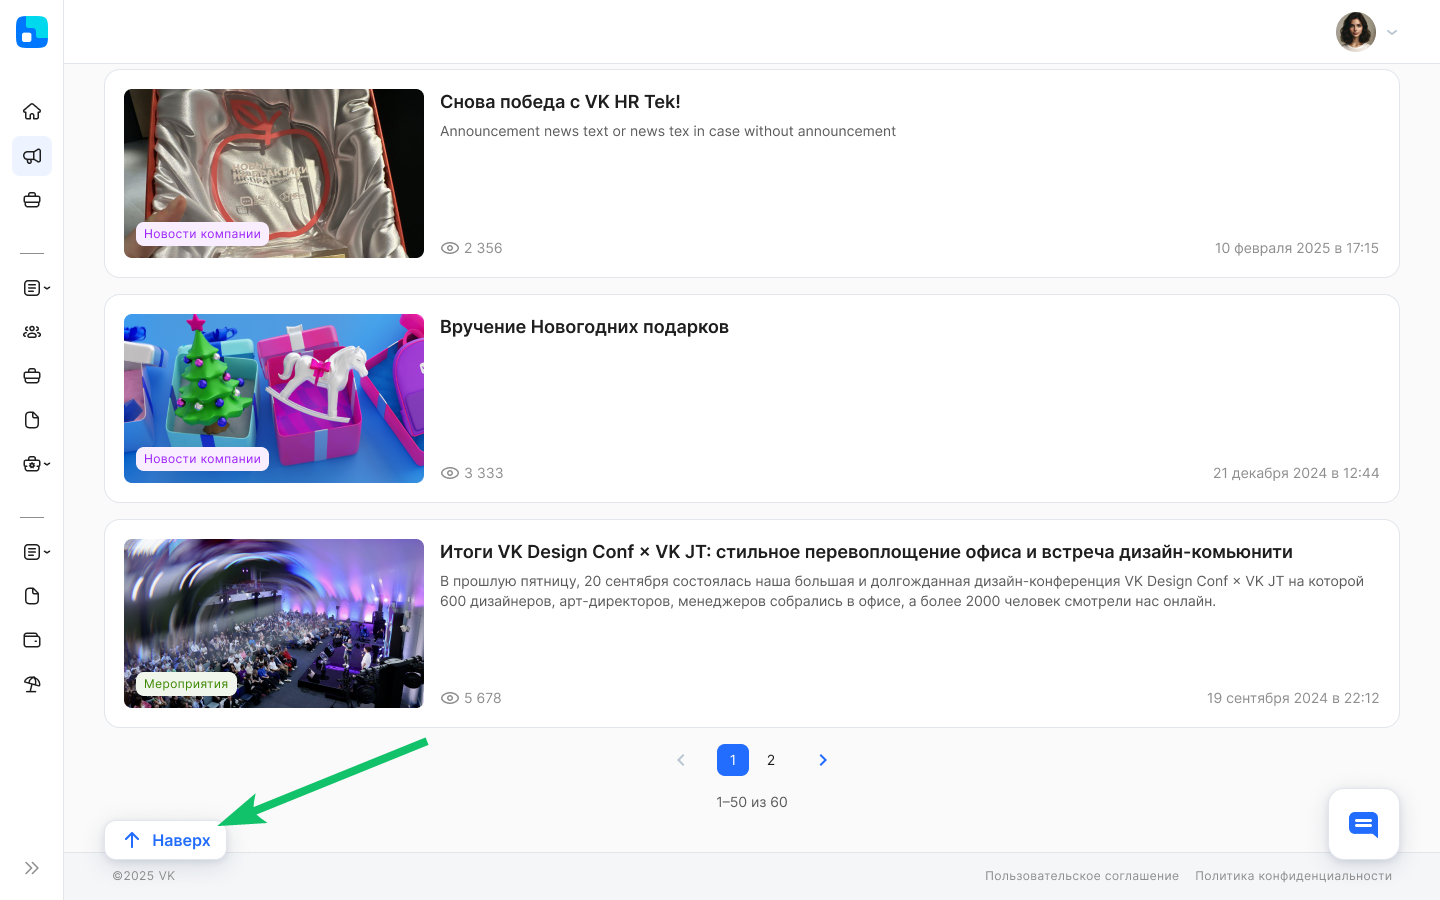 Снова победа с VK HR Tek!
Announcement news text or news tex in case without announcement
Новости компании
2 356
10 февраля 2025 в 17:15
Вручение Новогодних подарков
Новости компании
3 333
21 декабря 2024 в 12:44
Итоги VK Design Conf × VK JT: стильное перевоплощение офиса и встреча дизайн-комьюнити
В прошлую пятницу, 20 сентября состоялась наша большая и долгожданная дизайн-конференция VK Design Conf × VK JT на которой
600 дизайнеров, арт-директоров, менеджеров собрались в офисе, а более 2000 человек смотрели нас онлайн.
Мероприятия
5 678
19 сентября 2024 в 22:12
1
2
1–50 из 60
Наверх
©2025 VK
Пользовательское соглашение
Политика конфиденциальности